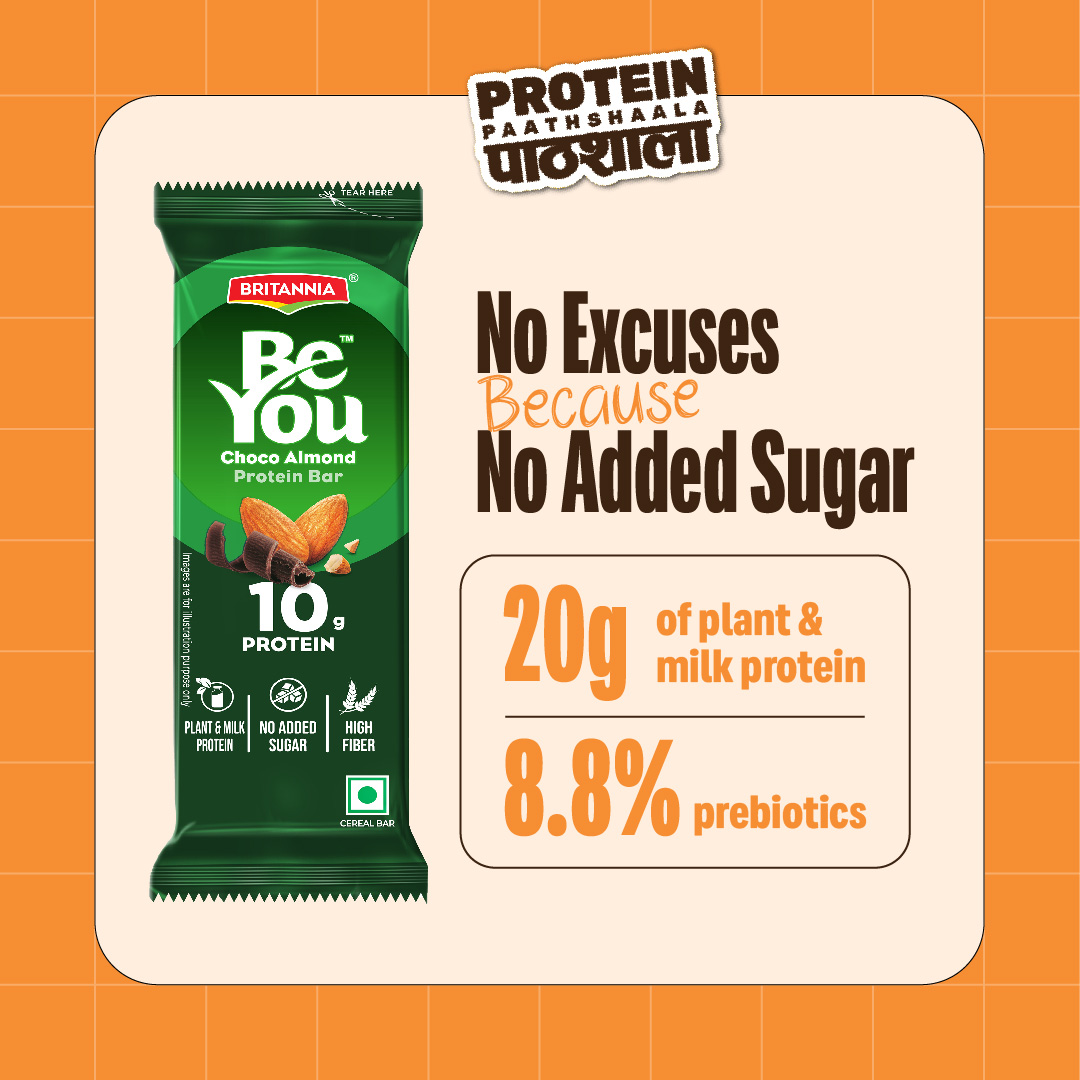 PROTEIN
PAATHSHAALA
पाठशाला
TEAR HERE
BRITANNIA ®
Be ™
You
Choco Almond
Protein Bar
Images are for illustration purpose only
10g
PROTEIN
PLANT & MILK
PROTEIN
NO ADDED
SUGAR
HIGH
FIBER
CEREAL BAR
No Excuses
Because
No Added Sugar
20g
of plant &
milk protein
8.8% prebiotics